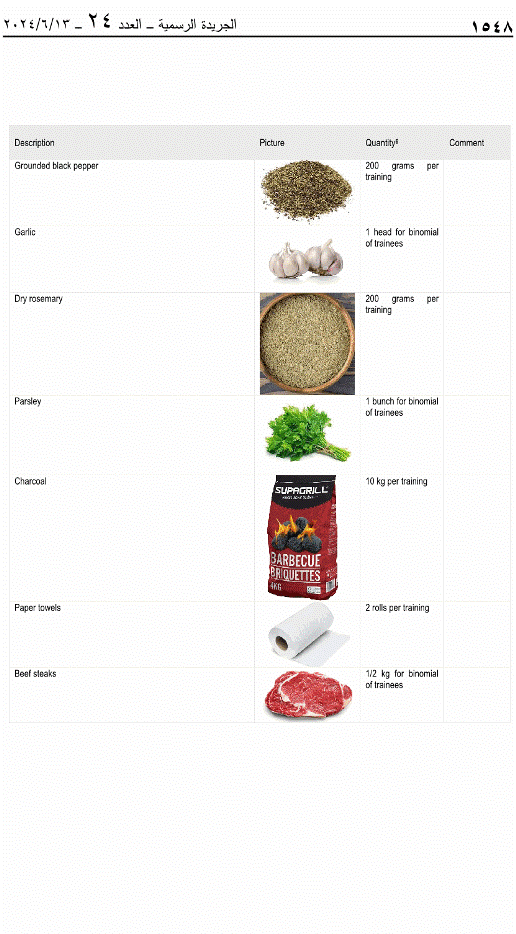 الجريدة الرسمية ــ العدد ٢٤ ــ ٢٠٢٤/٦/١٣
١٥٤٨
Description Picture Quantity⁶ Comment
Grounded black pepper
200 grams per
training
Garlic
1 head for binomial
of trainees
Dry rosemary
200 grams per
training
Parsley
1 bunch for binomial
of trainees
Charcoal
SUPAGRILL
BARBECUE
BRIQUETTES
4KG
10 kg per training
Paper towels
2 rolls per training
Beef steaks
1/2 kg for binomial
of trainees